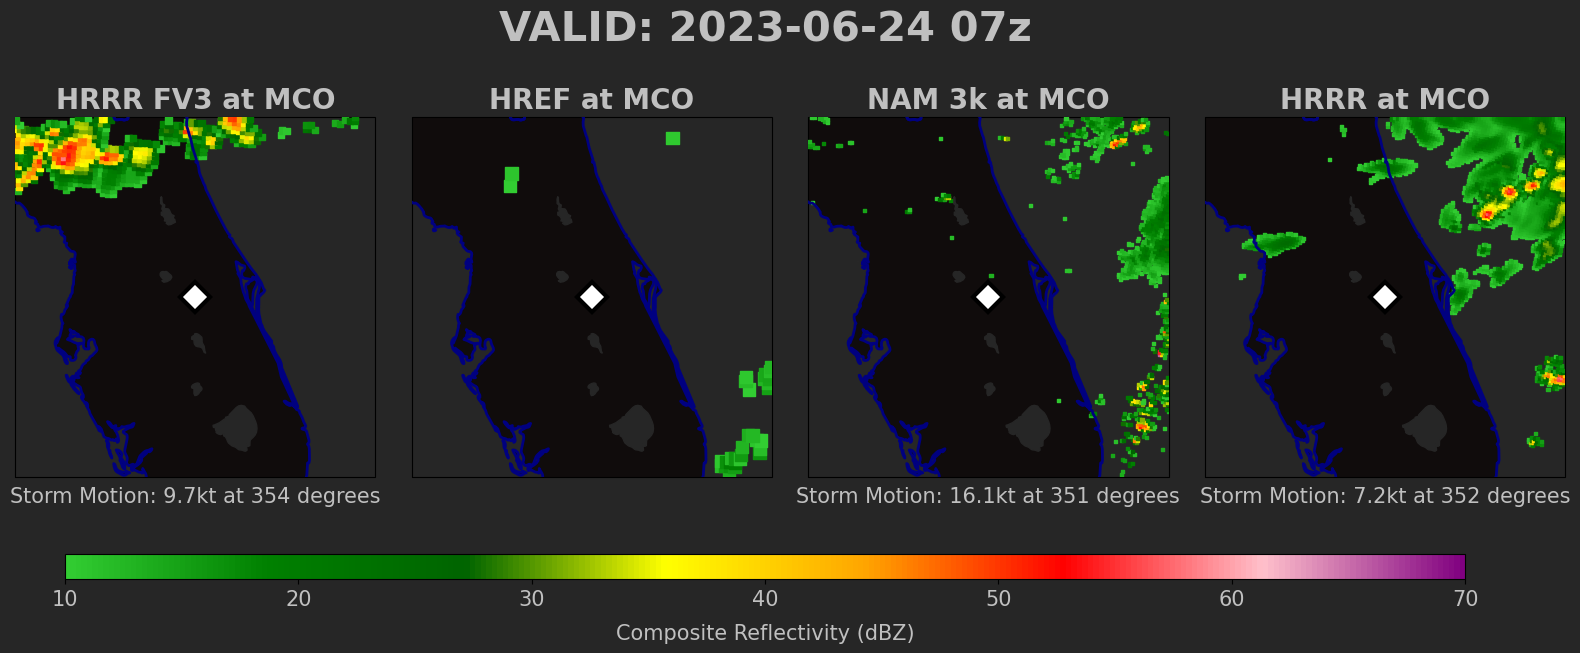 VALID: 2023-06-24 07z
HRRR FV3 at MCO
HREF at MCO
NAM 3k at MCO
HRRR at MCO
Storm Motion: 9.7kt at 354 degrees
Storm Motion: 16.1kt at 351 degrees
Storm Motion: 7.2kt at 352 degrees
10 20 30 40 50 60 70
Composite Reflectivity (dBZ)